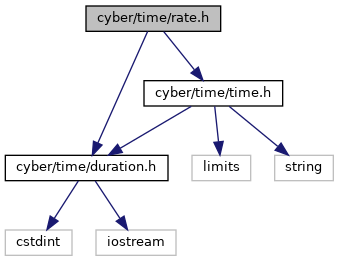 cyber/time/rate.h
cyber/time/time.h
cyber/time/duration.h
limits
string
cstdint
iostream